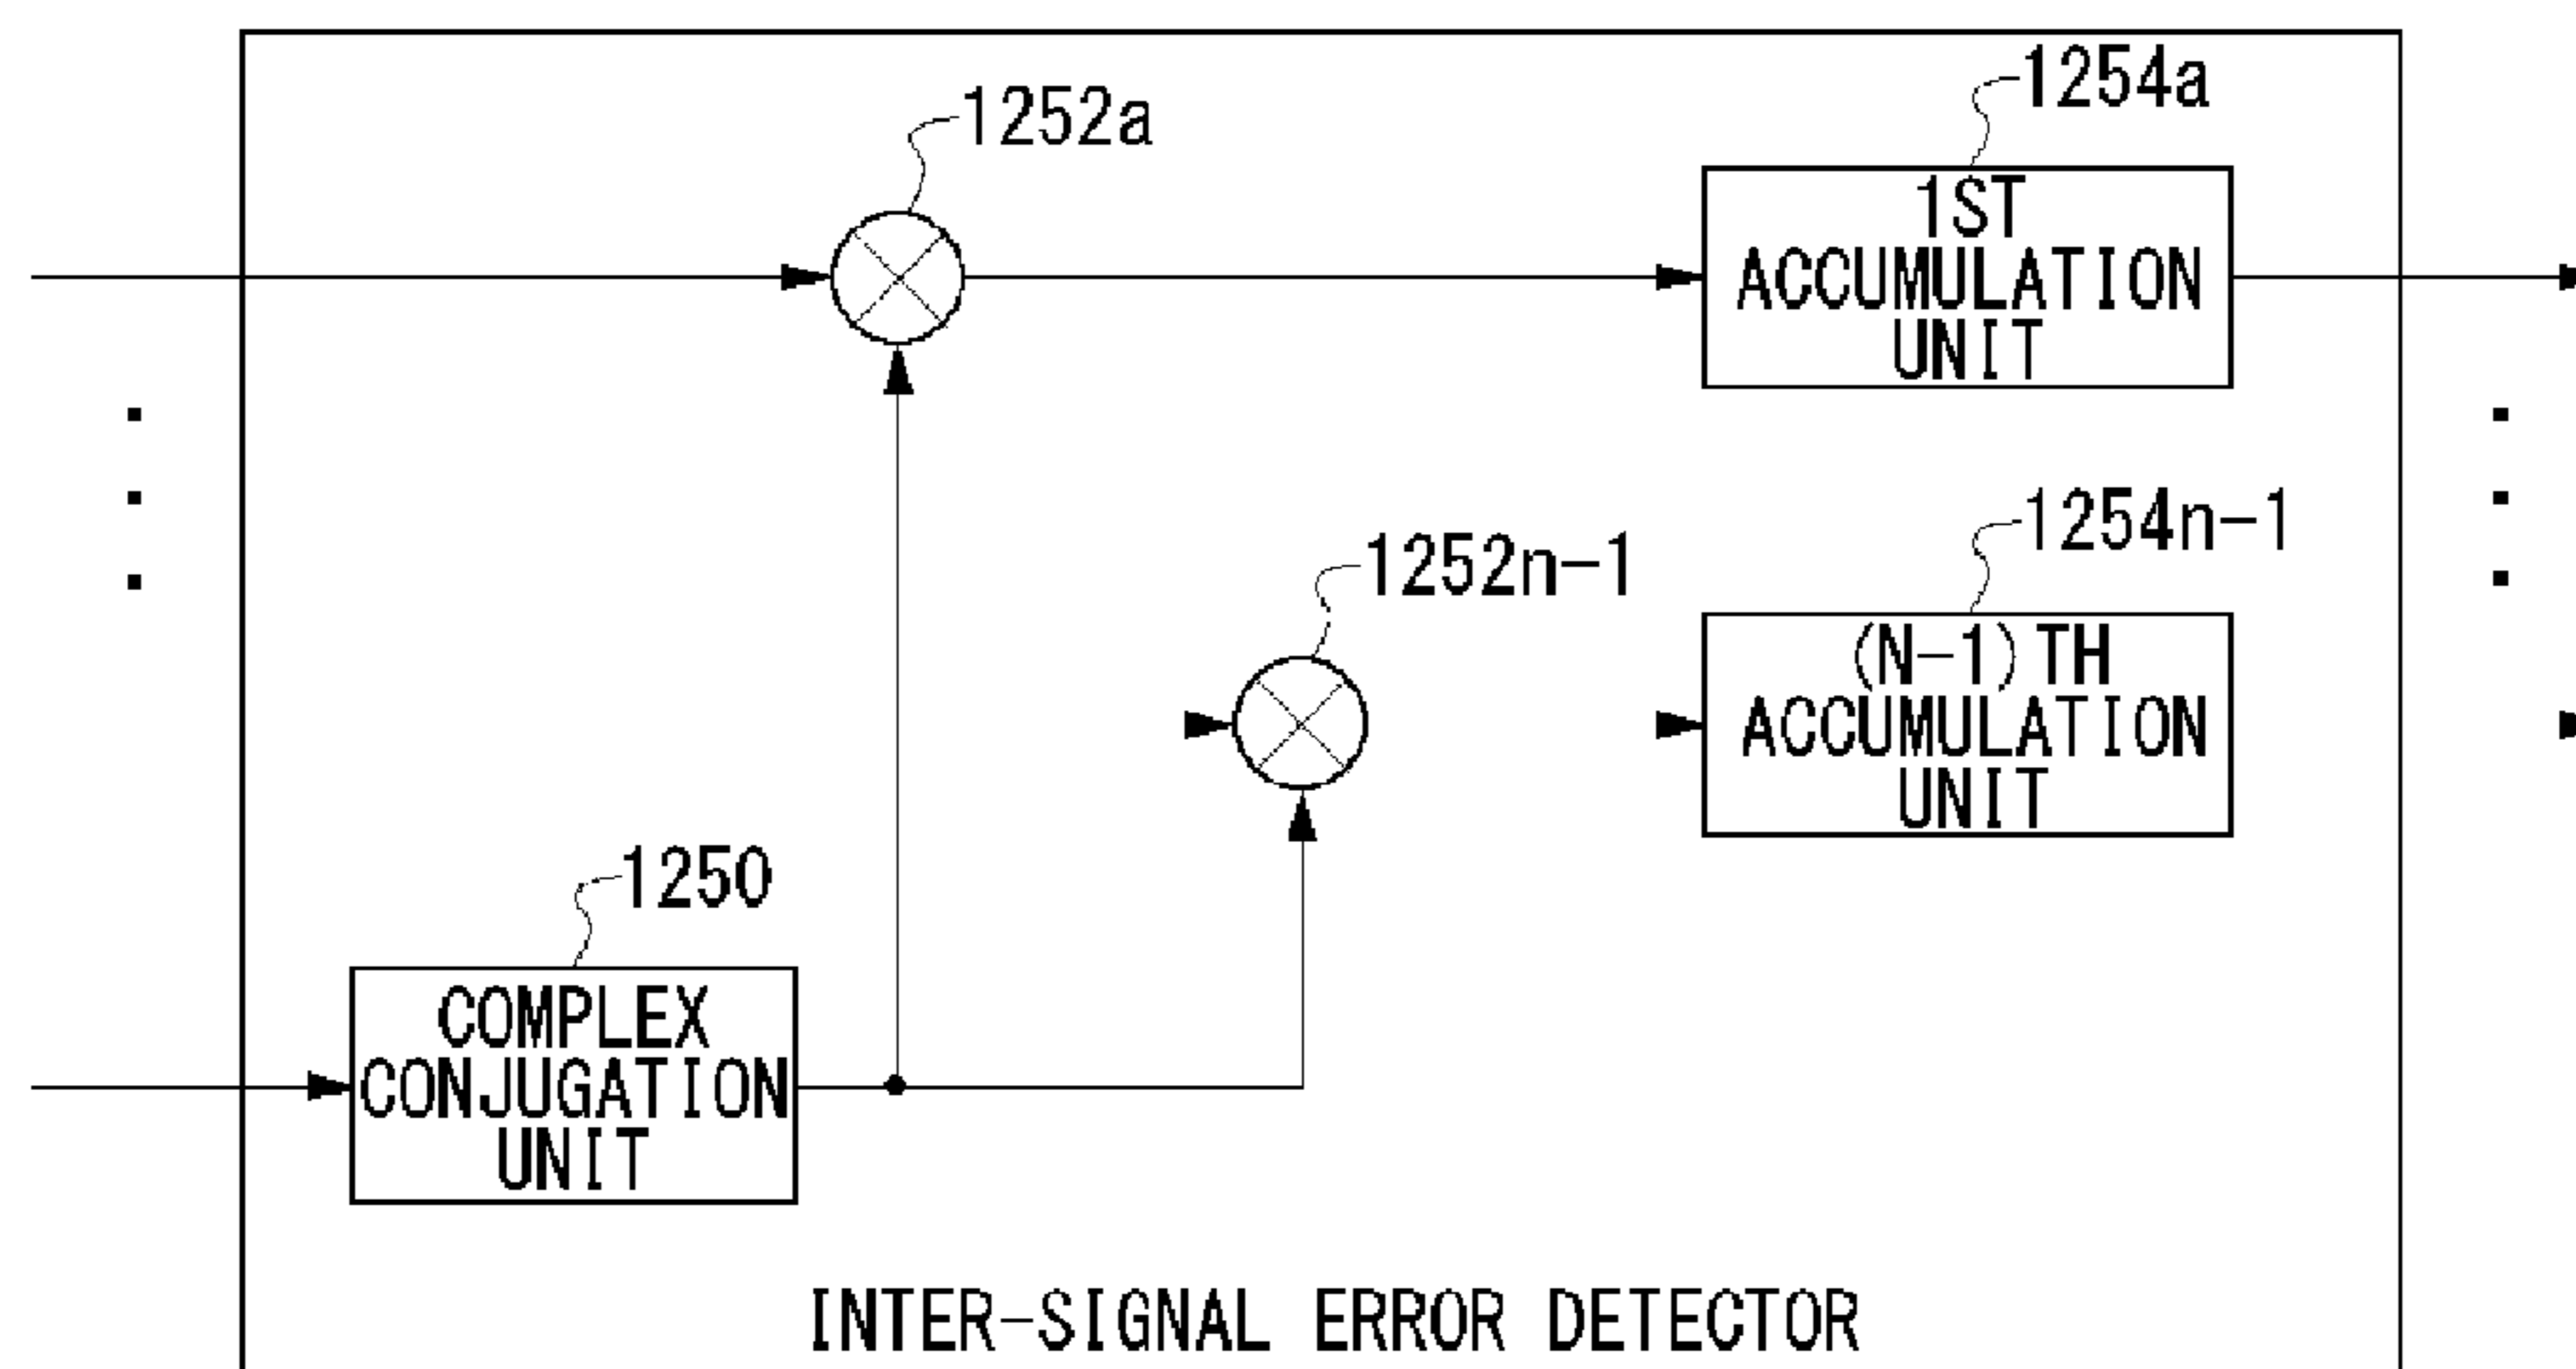 1252a
1254a
1ST
ACCUMULATION
UNIT
1252n-1
1254n-1
(N-1) TH
ACCUMULATION
UNIT
1250
COMPLEX
CONJUGATION
UNIT
INTER-SIGNAL ERROR DETECTOR